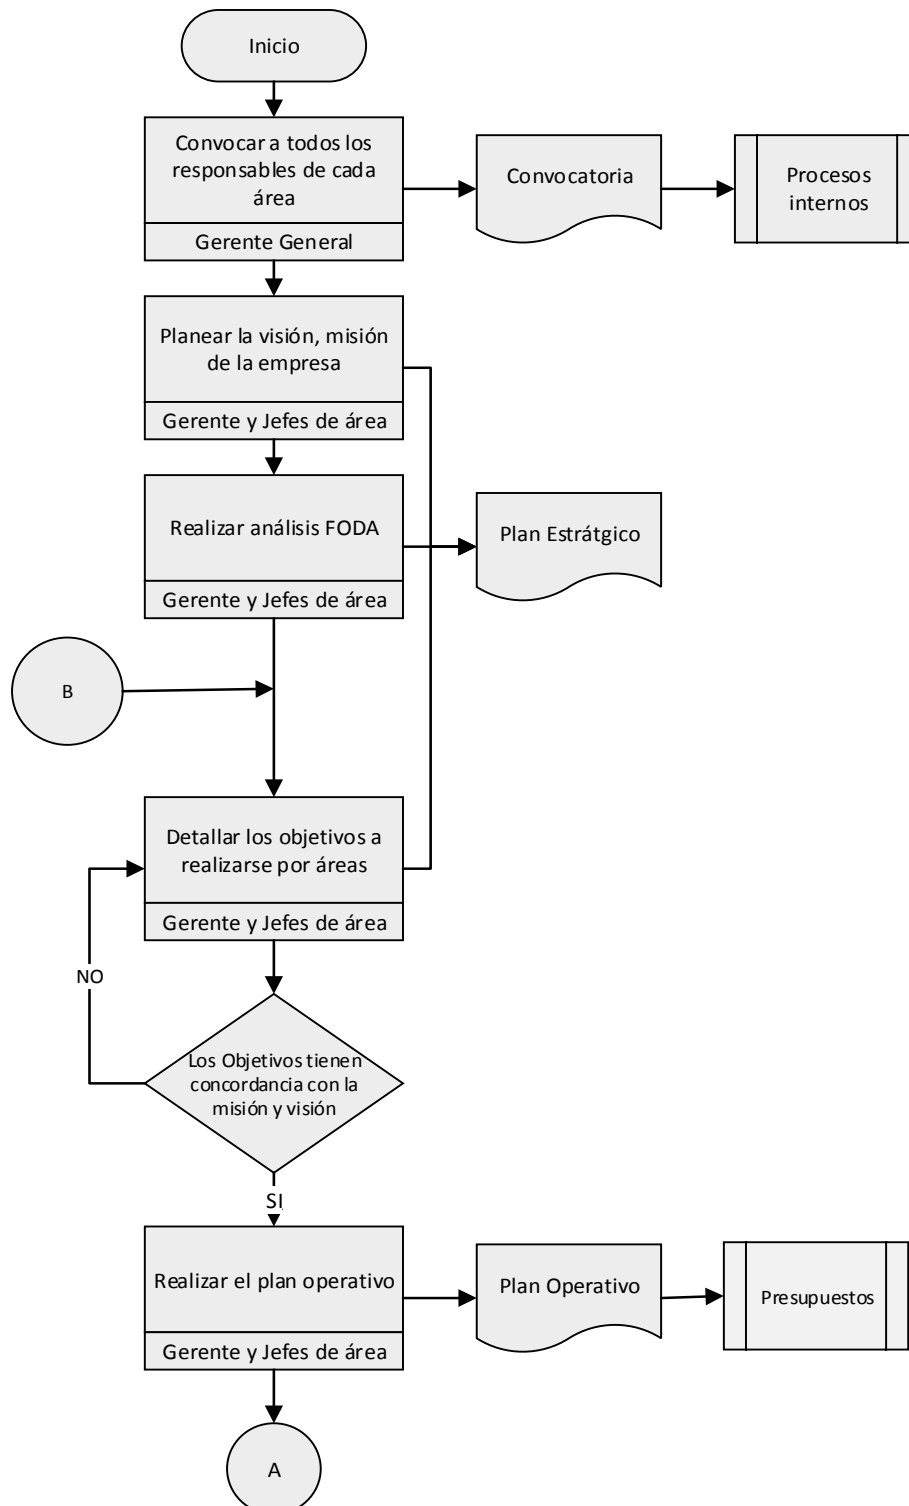 Inicio
Convocar a todos los
responsables de cada
área
Gerente General
Convocatoria
Procesos
internos
Planear la visión, misión
de la empresa
Gerente y Jefes de área
Realizar análisis FODA
Gerente y Jefes de área
Plan Estrátgico
B
Detallar los objetivos a
realizarse por áreas
Gerente y Jefes de área
NO
Los Objetivos tienen
concordancia con la
misión y visión
SI
Realizar el plan operativo
Gerente y Jefes de área
Plan Operativo
Presupuestos
A